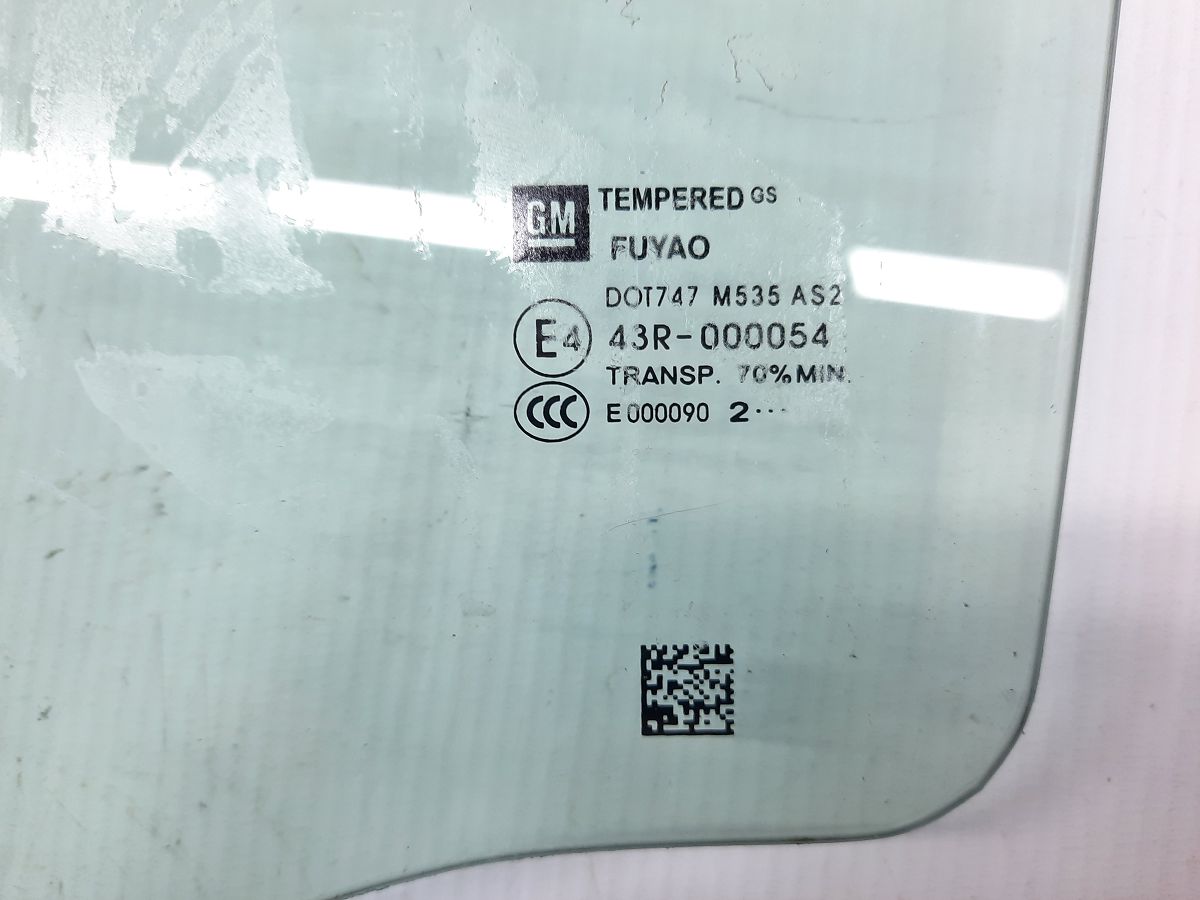 GM TEMPERED GS
FUYAO
DOT747 M535 AS2
E4 43R-000054
TRANSP. 70% MIN.
CCC E000090 2···